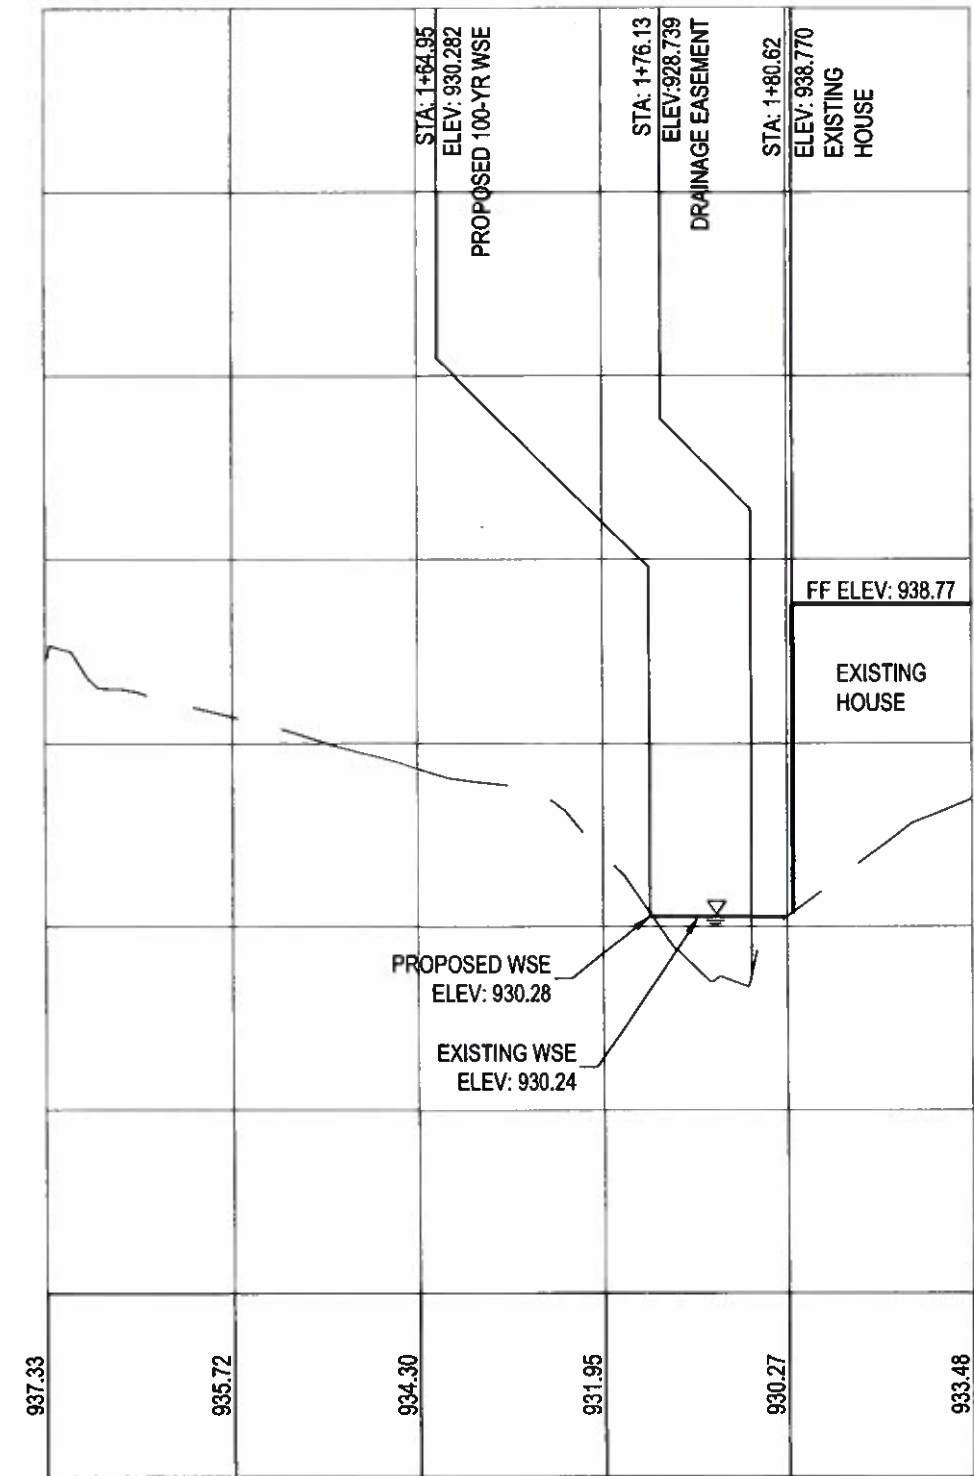 STA: 1+64.95
ELEV: 930.282
PROPOSED 100-YR WSE
STA: 1+76.13
ELEV:928.739
DRAINAGE EASEMENT
STA: 1+80.62
ELEV: 938.770
EXISTING
HOUSE
FF ELEV: 938.77
EXISTING
HOUSE
PROPOSED WSE
ELEV: 930.28
EXISTING WSE
ELEV: 930.24
937.33
935.72
934.30
931.95
930.27
933.48